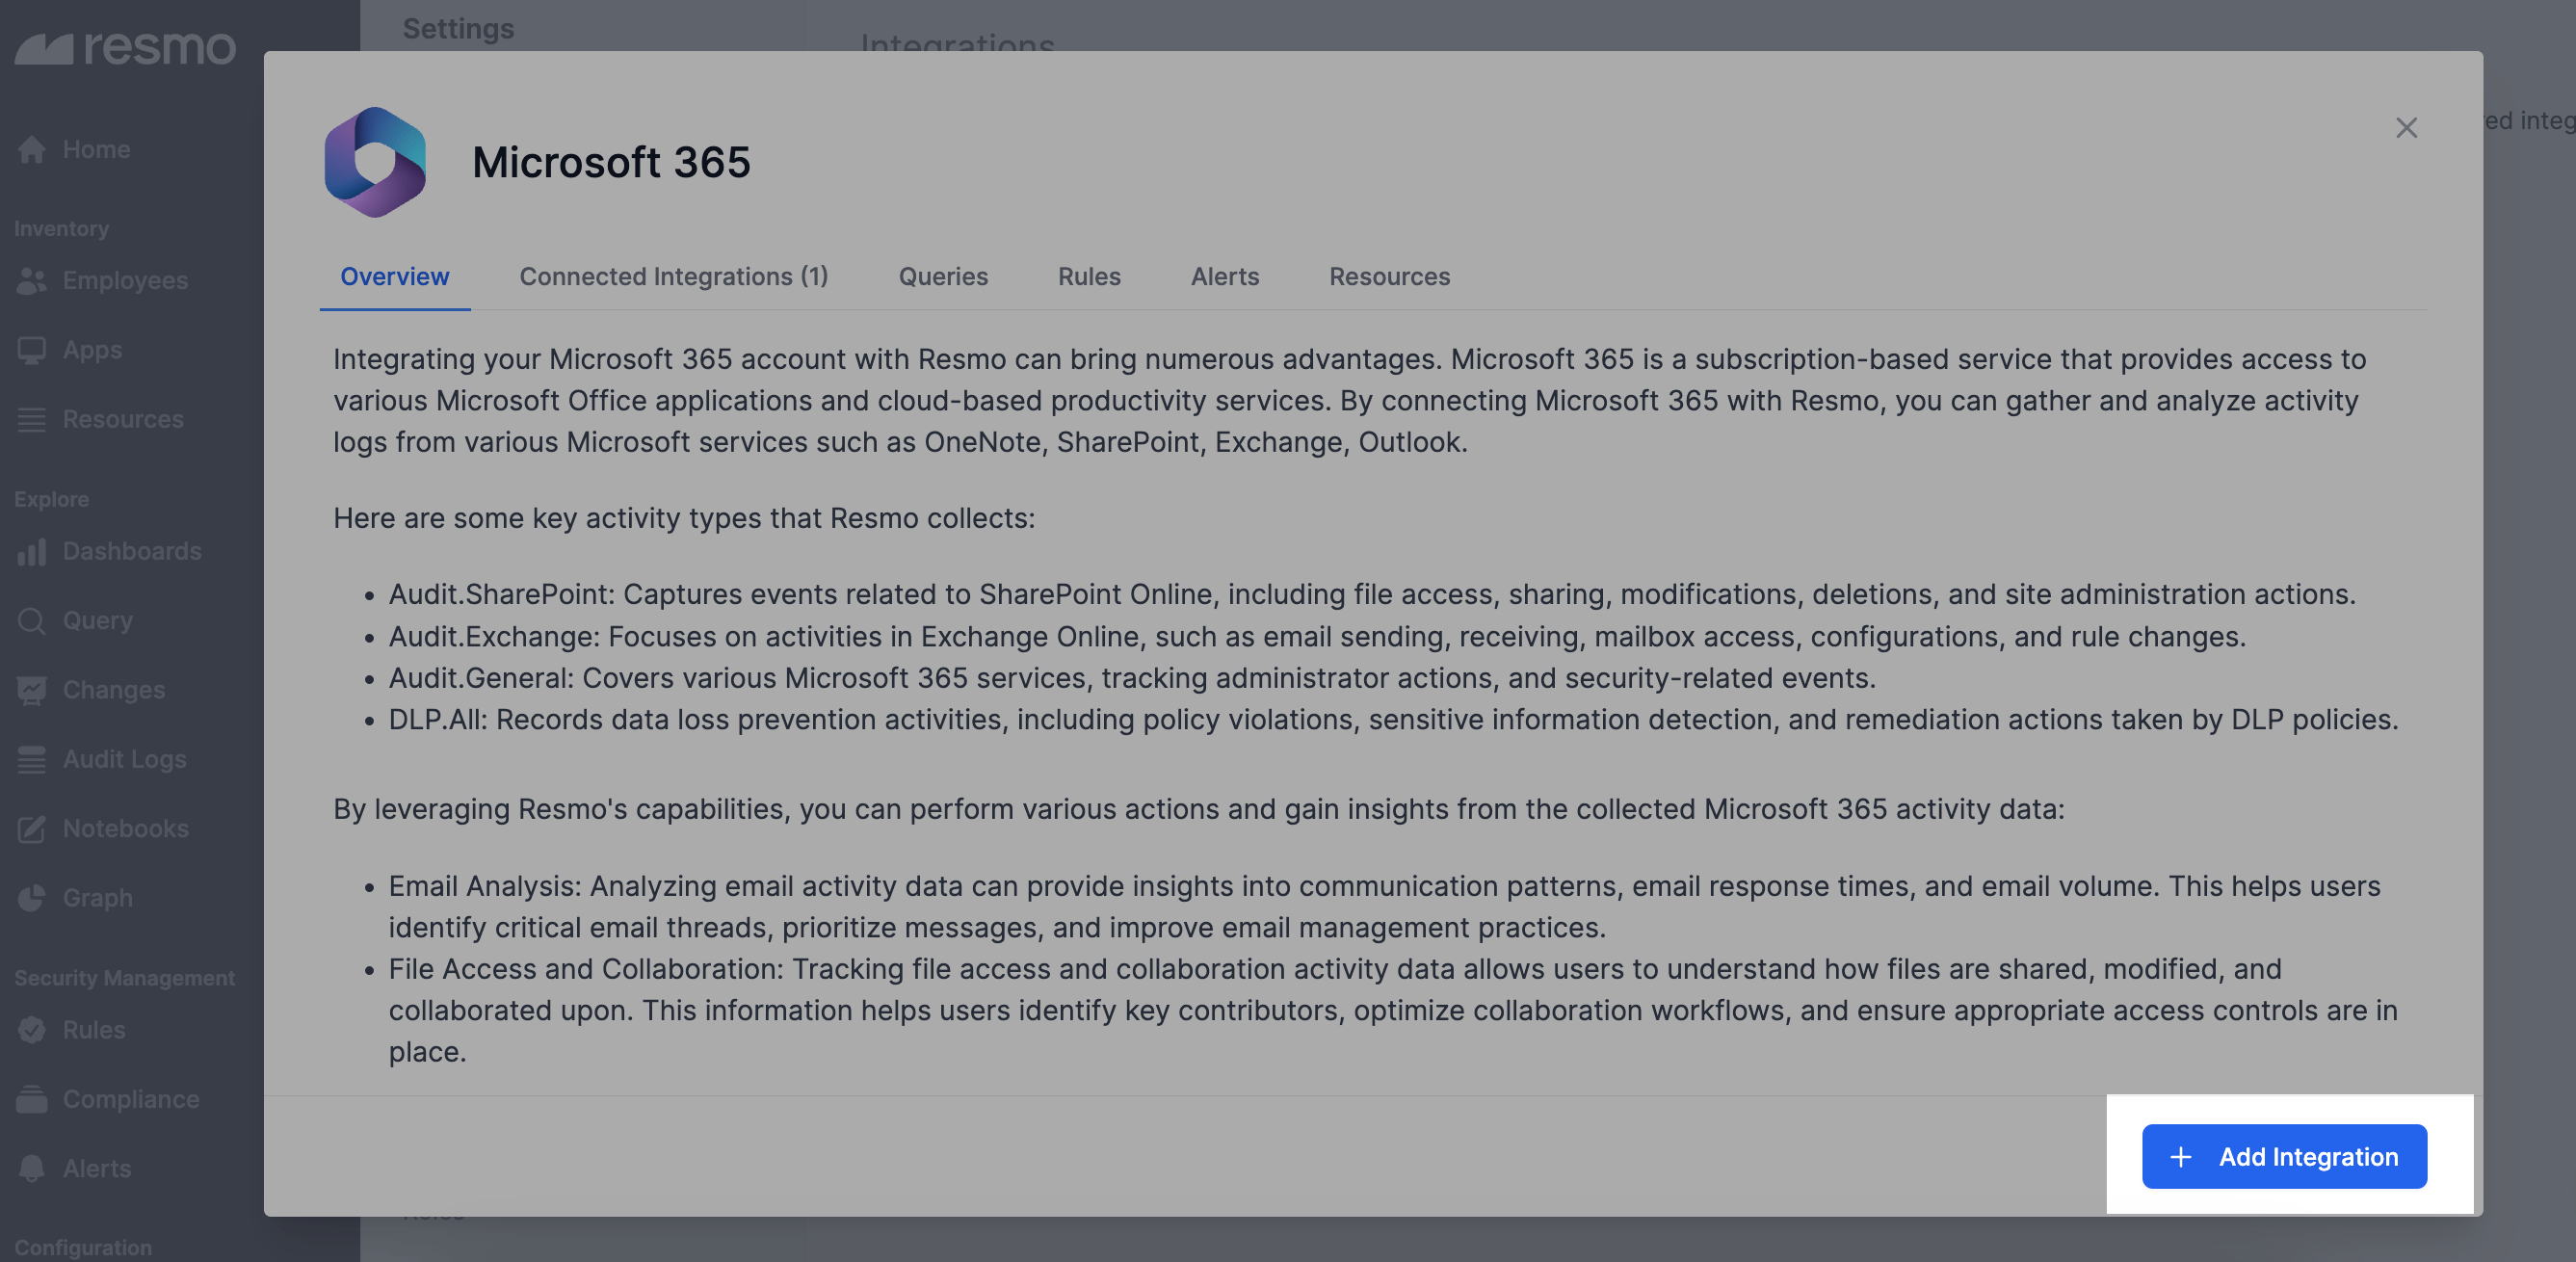 resmo
Settings
Integrations
Home
Inventory
Employees
Apps
Resources
Explore
Dashboards
Query
Changes
Audit Logs
Notebooks
Graph
Security Management
Rules
Compliance
Alerts
Configuration
ed integ
Microsoft 365
Overview
Connected Integrations (1)
Queries
Rules
Alerts
Resources
Integrating your Microsoft 365 account with Resmo can bring numerous advantages. Microsoft 365 is a subscription-based service that provides access to
various Microsoft Office applications and cloud-based productivity services. By connecting Microsoft 365 with Resmo, you can gather and analyze activity
logs from various Microsoft services such as OneNote, SharePoint, Exchange, Outlook.
Here are some key activity types that Resmo collects:
• Audit.SharePoint: Captures events related to SharePoint Online, including file access, sharing, modifications, deletions, and site administration actions.
• Audit.Exchange: Focuses on activities in Exchange Online, such as email sending, receiving, mailbox access, configurations, and rule changes.
• Audit.General: Covers various Microsoft 365 services, tracking administrator actions, and security-related events.
• DLP.All: Records data loss prevention activities, including policy violations, sensitive information detection, and remediation actions taken by DLP policies.
By leveraging Resmo's capabilities, you can perform various actions and gain insights from the collected Microsoft 365 activity data:
• Email Analysis: Analyzing email activity data can provide insights into communication patterns, email response times, and email volume. This helps users
identify critical email threads, prioritize messages, and improve email management practices.
• File Access and Collaboration: Tracking file access and collaboration activity data allows users to understand how files are shared, modified, and
collaborated upon. This information helps users identify key contributors, optimize collaboration workflows, and ensure appropriate access controls are in
place.
+ Add Integration